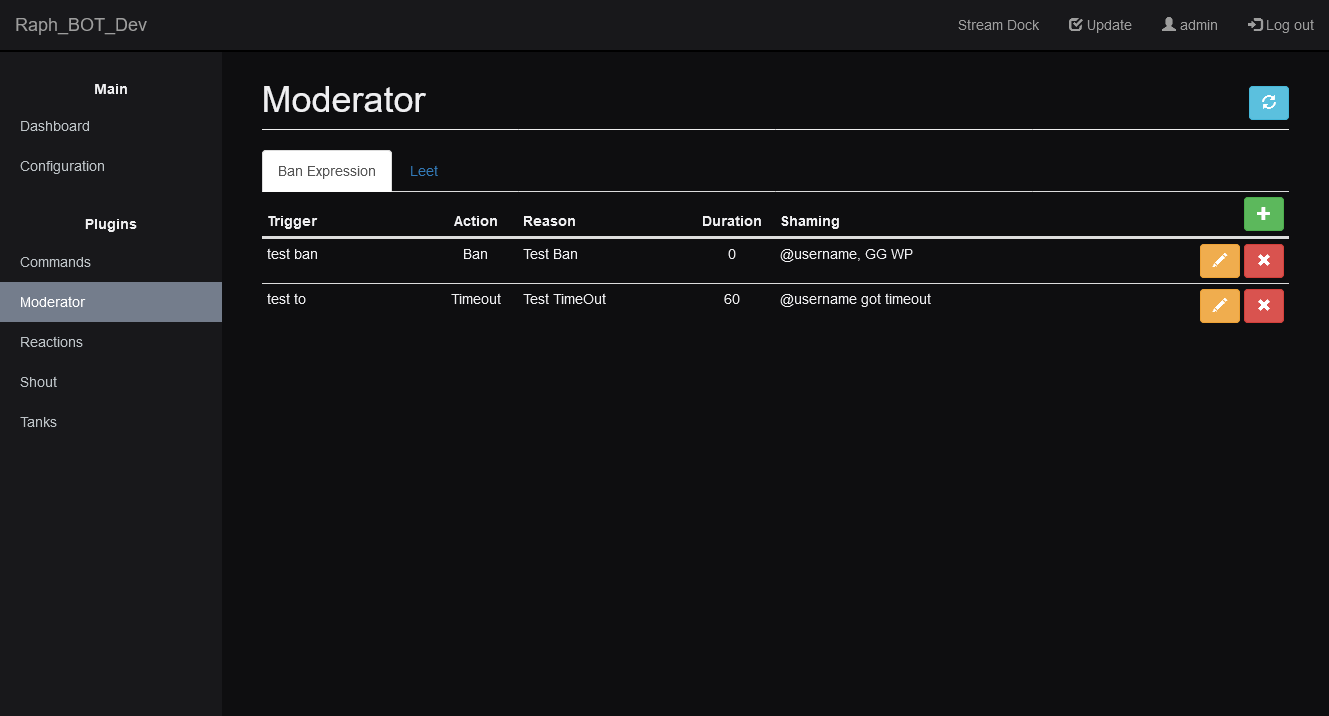 Raph_BOT_Dev Stream Dock Update admin Log out
Main
Dashboard
Configuration
Plugins
Commands
Moderator
Reactions
Shout
Tanks
Moderator
Ban Expression Leet
Trigger Action Reason Duration Shaming
test ban Ban Test Ban 0 @username, GG WP
test to Timeout Test TimeOut 60 @username got timeout